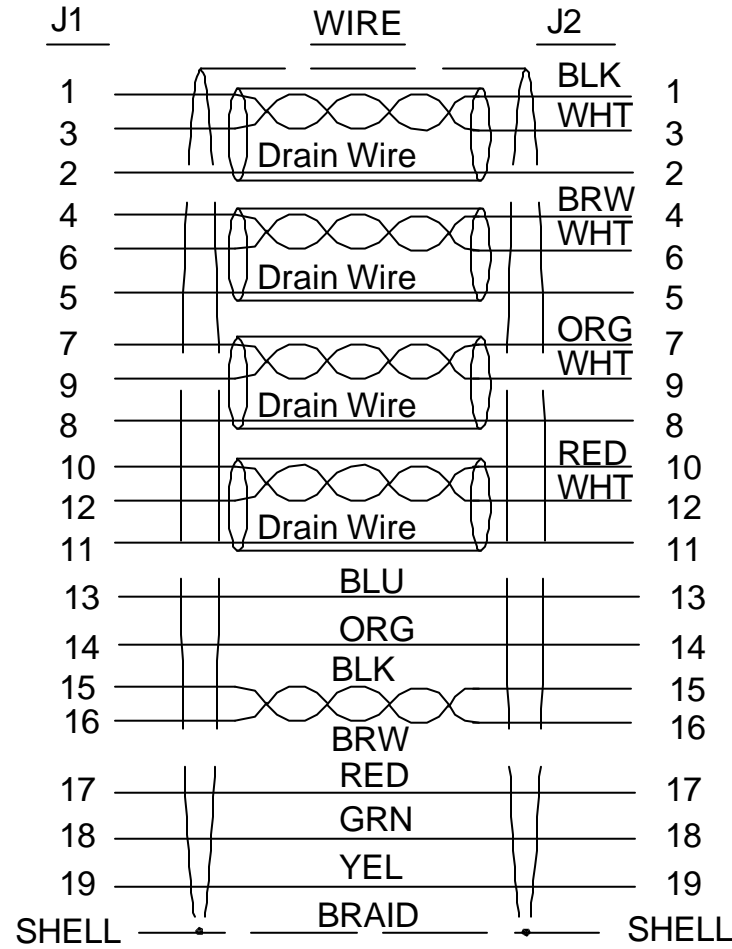 J1 WIRE J2
BLK
1 1
WHT
3 3
Drain Wire
2 2
BRW
4 4
WHT
6 6
Drain Wire
5 5
ORG
7 7
WHT
9 9
Drain Wire
8 8
RED
10 10
WHT
12 12
Drain Wire
11 11
BLU
13 13
ORG
14 14
BLK
15 15
16 16
BRW
RED
17 17
GRN
18 18
YEL
19 19
BRAID
SHELL SHELL